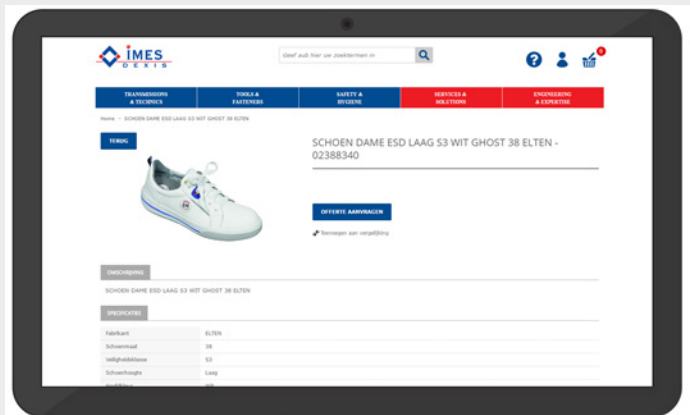 IMES
DEXIS
Geef aub hier uw zoektermen in
?
0
TRANSMISSIONS
& TECHNICS
TOOLS &
FASTENERS
SAFETY &
HYGIENE
SERVICES &
SOLUTIONS
ENGINEERING
& EXPERTISE
Home - SCHOEN DAME ESD LAAG S3 WIT GHOST 38 ELTEN
TERUG
SCHOEN DAME ESD LAAG S3 WIT GHOST 38 ELTEN -
02388340
OFFERTE AANVRAGEN
Toevoegen aan vergelijking
OMSCHRIJVING
SCHOEN DAME ESD LAAG S3 WIT GHOST 38 ELTEN
SPECIFICATIES
Fabrikant ELTEN
Schoenmaat 38
Veiligheidsklasse S3
Schoenhoogte Laag